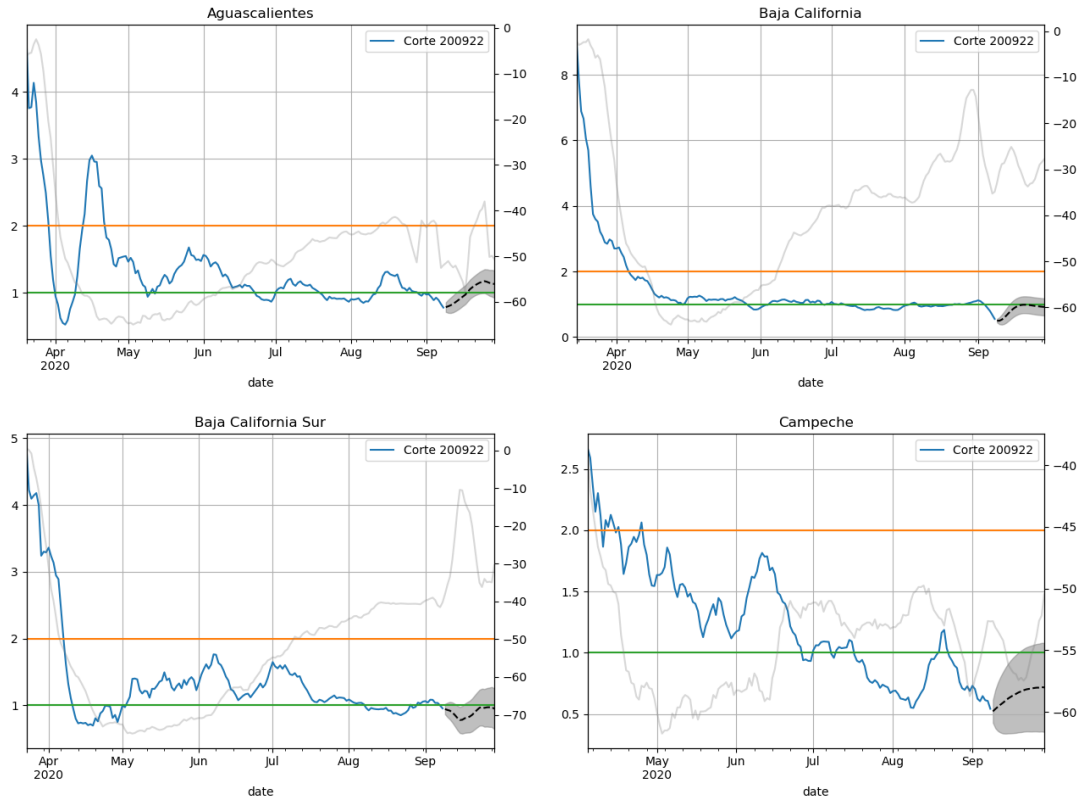 Aguascalientes
Corte 200922
4
3
2
1
0
−10
−20
−30
−40
−50
−60
Apr
2020
May
Jun
Jul
Aug
Sep
date
Baja California
Corte 200922
8
6
4
2
0
0
−10
−20
−30
−40
−50
−60
Apr
2020
May
Jun
Jul
Aug
Sep
date
Baja California Sur
Corte 200922
5
4
3
2
1
0
−10
−20
−30
−40
−50
−60
−70
Apr
2020
May
Jun
Jul
Aug
Sep
date
Campeche
Corte 200922
2.5
2.0
1.5
1.0
0.5
−40
−45
−50
−55
−60
May
2020
Jun
Jul
Aug
Sep
date